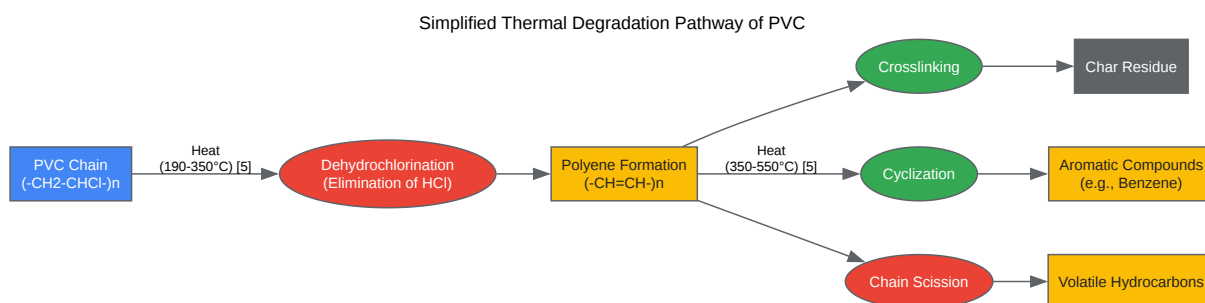 Simplified Thermal Degradation Pathway of PVC
Crosslinking
Char Residue
PVC Chain
(-CH2-CHCl-)n
Heat
(190-350°C) [5]
Dehydrochlorination
(Elimination of HCl)
Polyene Formation
(-CH=CH-)n
Heat
(350-550°C) [5]
Cyclization
Aromatic Compounds
(e.g., Benzene)
Chain Scission
Volatile Hydrocarbons